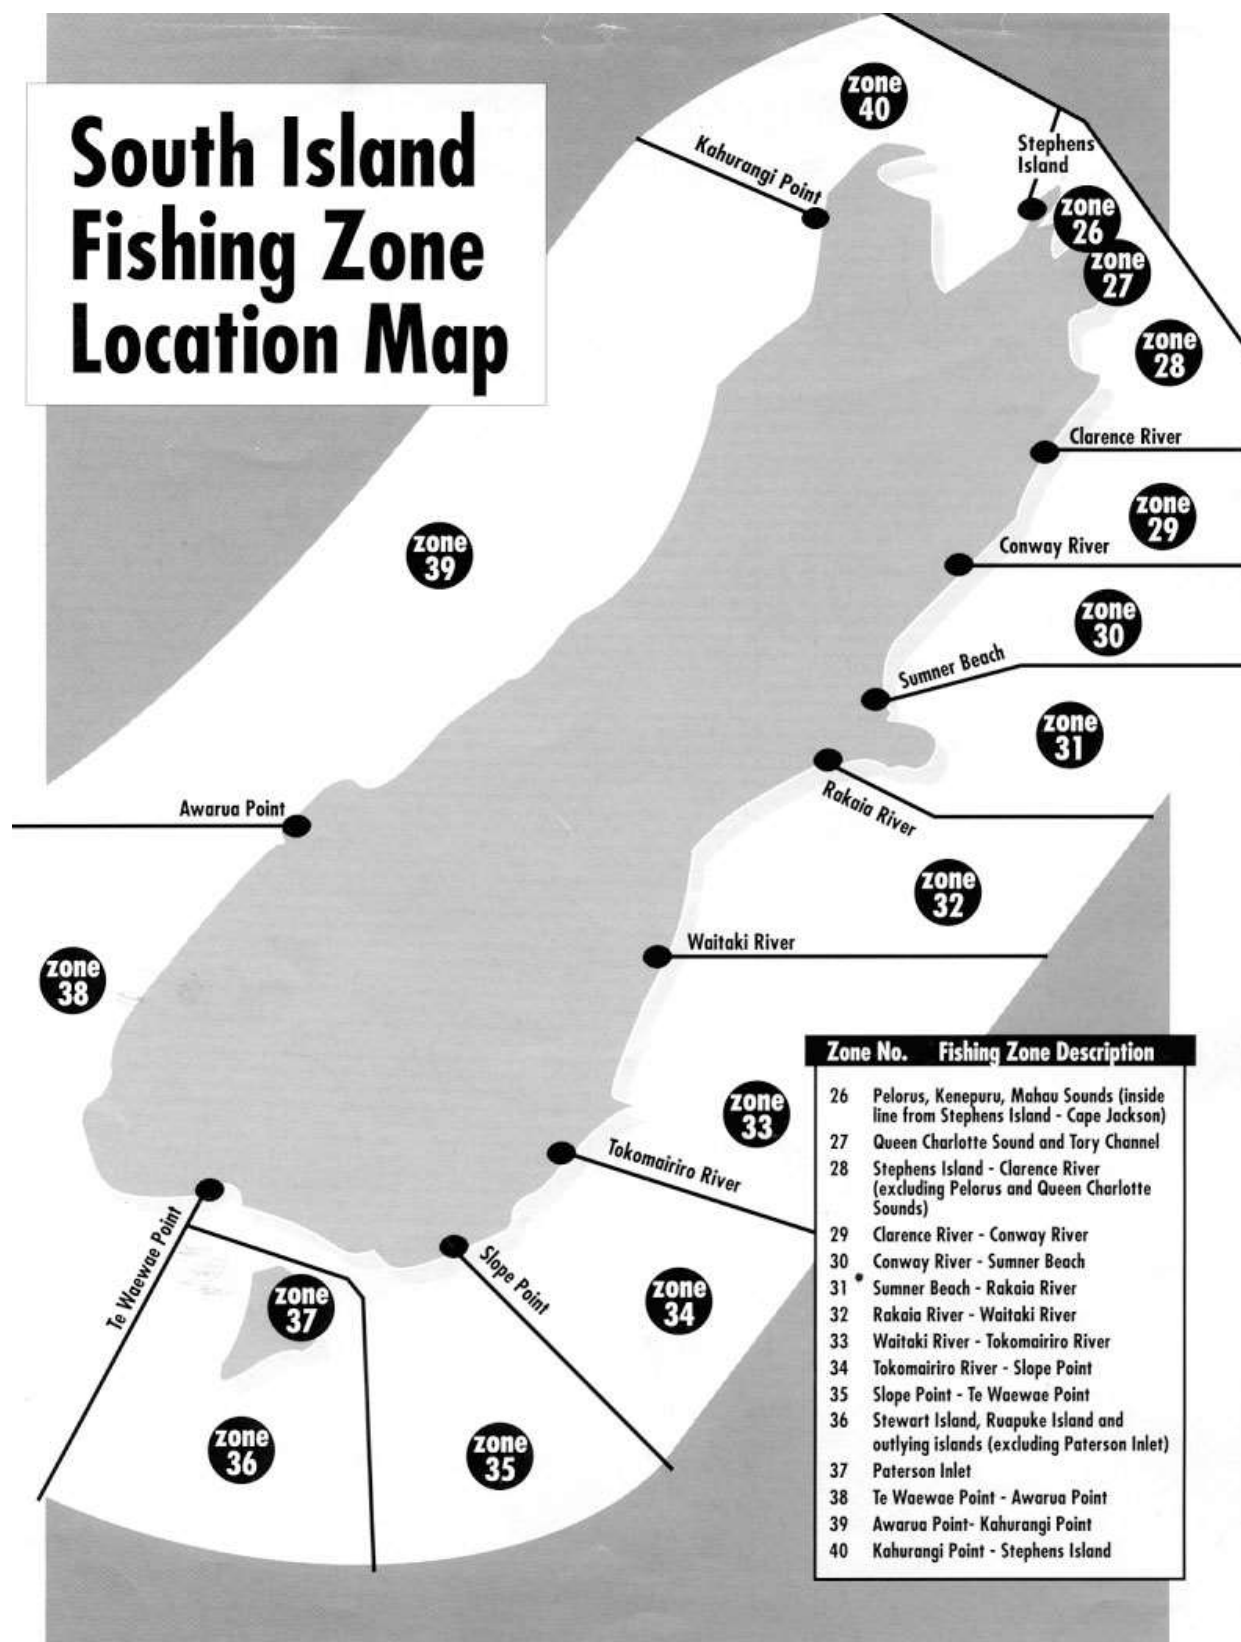 South Island
Fishing Zone
Location Map
zone
40
Kahurangi Point
Stephens
Island
zone
26
zone
27
zone
28
Clarence River
zone
29
zone
39
Conway River
zone
30
Sumner Beach
zone
31
Rakaia River
Awarua Point
zone
32
Waitaki River
zone
38
zone
33
Tokomairiro River
Te Waewae Point
Slope Point
zone
37
zone
34
zone
36
zone
35
Zone No. Fishing Zone Description
26 Pelorus, Kenepuru, Mahau Sounds (inside
line from Stephens Island - Cape Jackson)
27 Queen Charlotte Sound and Tory Channel
28 Stephens Island - Clarence River
(excluding Pelorus and Queen Charlotte
Sounds)
29 Clarence River - Conway River
30 Conway River - Sumner Beach
31 Sumner Beach - Rakaia River
32 Rakaia River - Waitaki River
33 Waitaki River - Tokomairiro River
34 Tokomairiro River - Slope Point
35 Slope Point - Te Waewae Point
36 Stewart Island, Ruapuke Island and
outlying islands (excluding Paterson Inlet)
37 Paterson Inlet
38 Te Waewae Point - Awarua Point
39 Awarua Point- Kahurangi Point
40 Kahurangi Point - Stephens Island